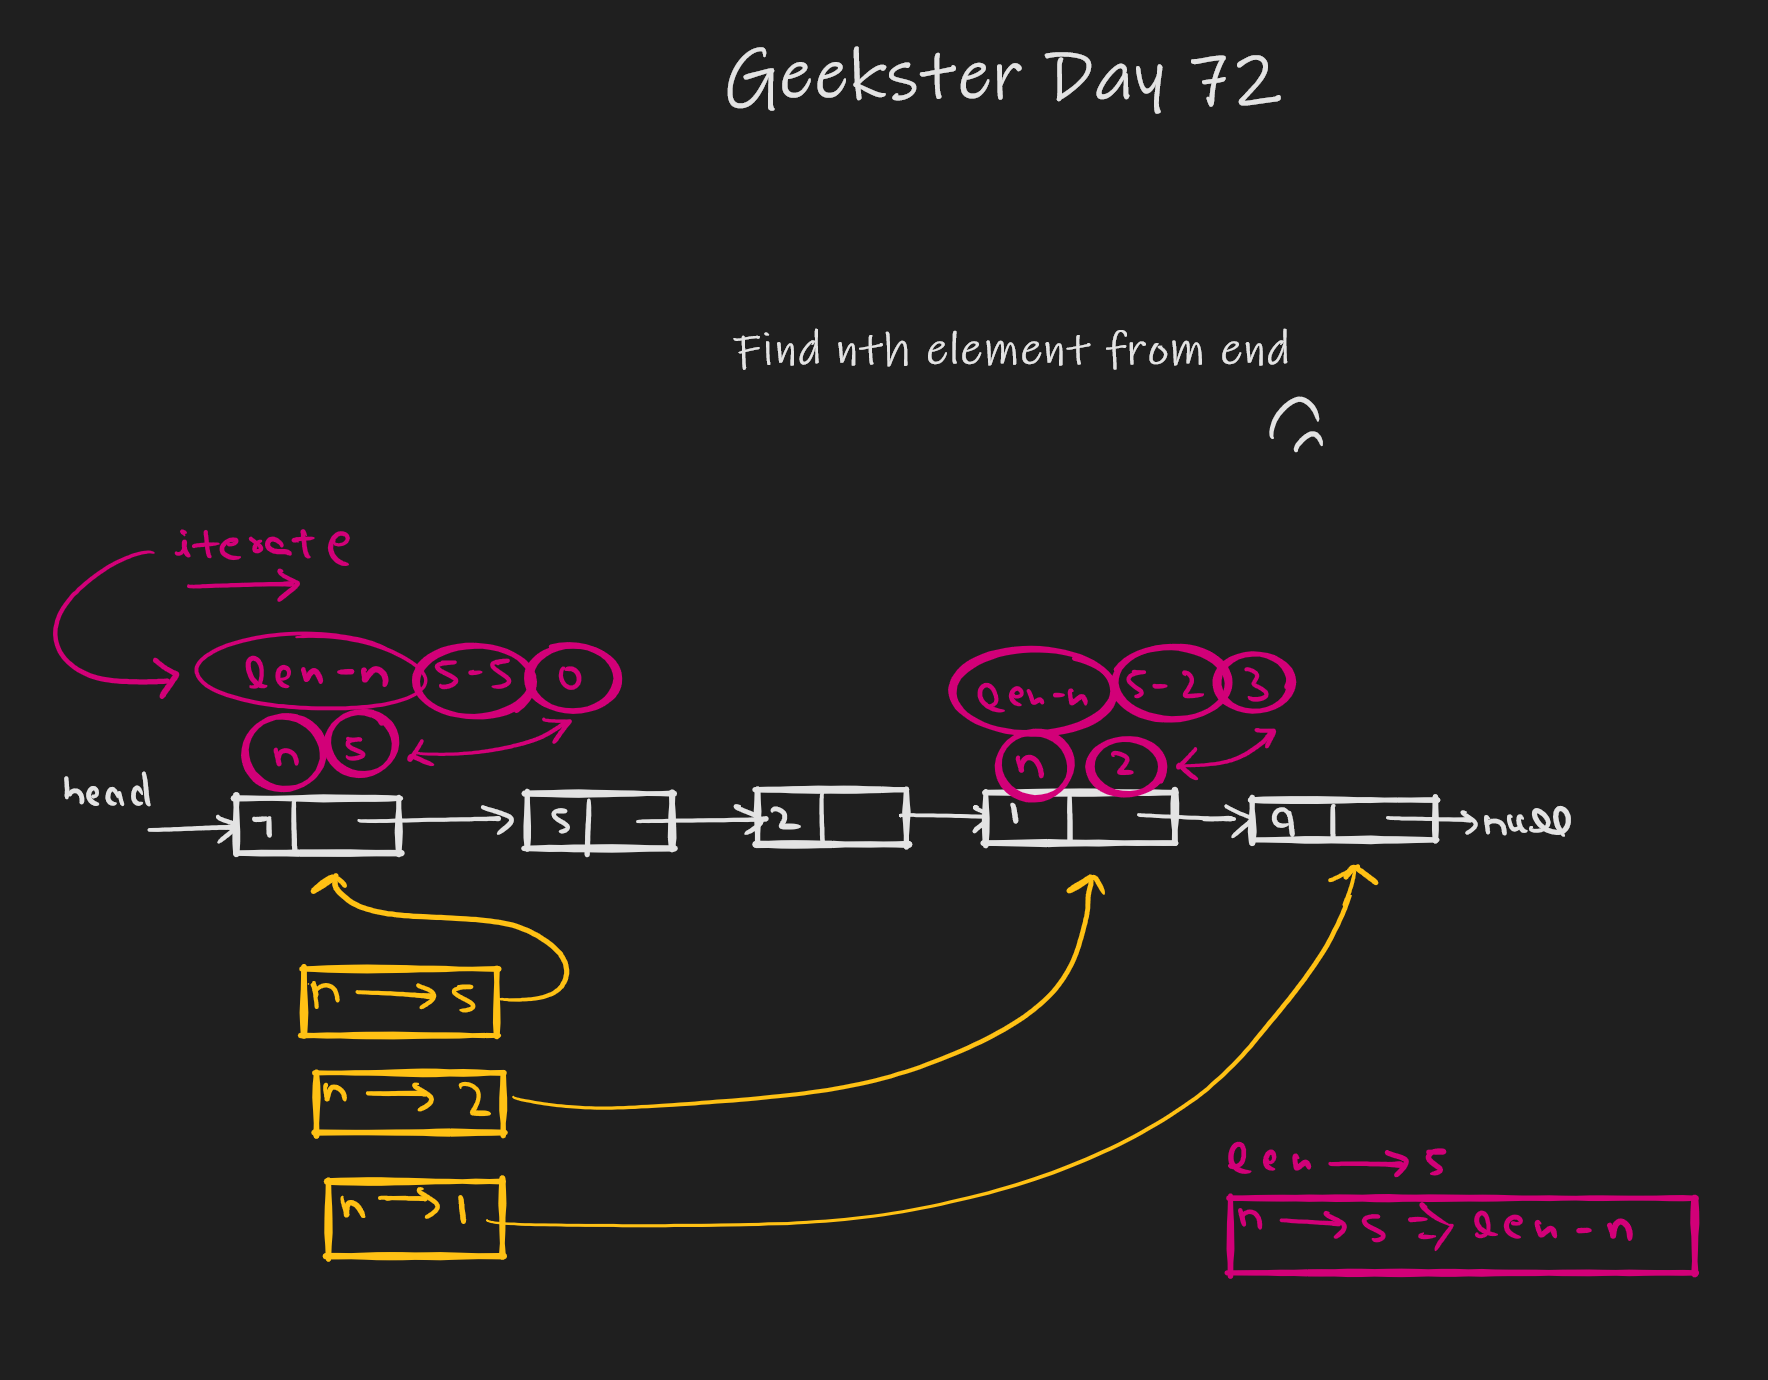 Geekster Day 72
Find nth element from end
iterate
len-n 5-5 0 len-n 5-2 3
n 5 n 2
head
7 5 2 1 9 null
n → 5
n → 2
n → 1
len → 5
n → 5 ⇒ len-n